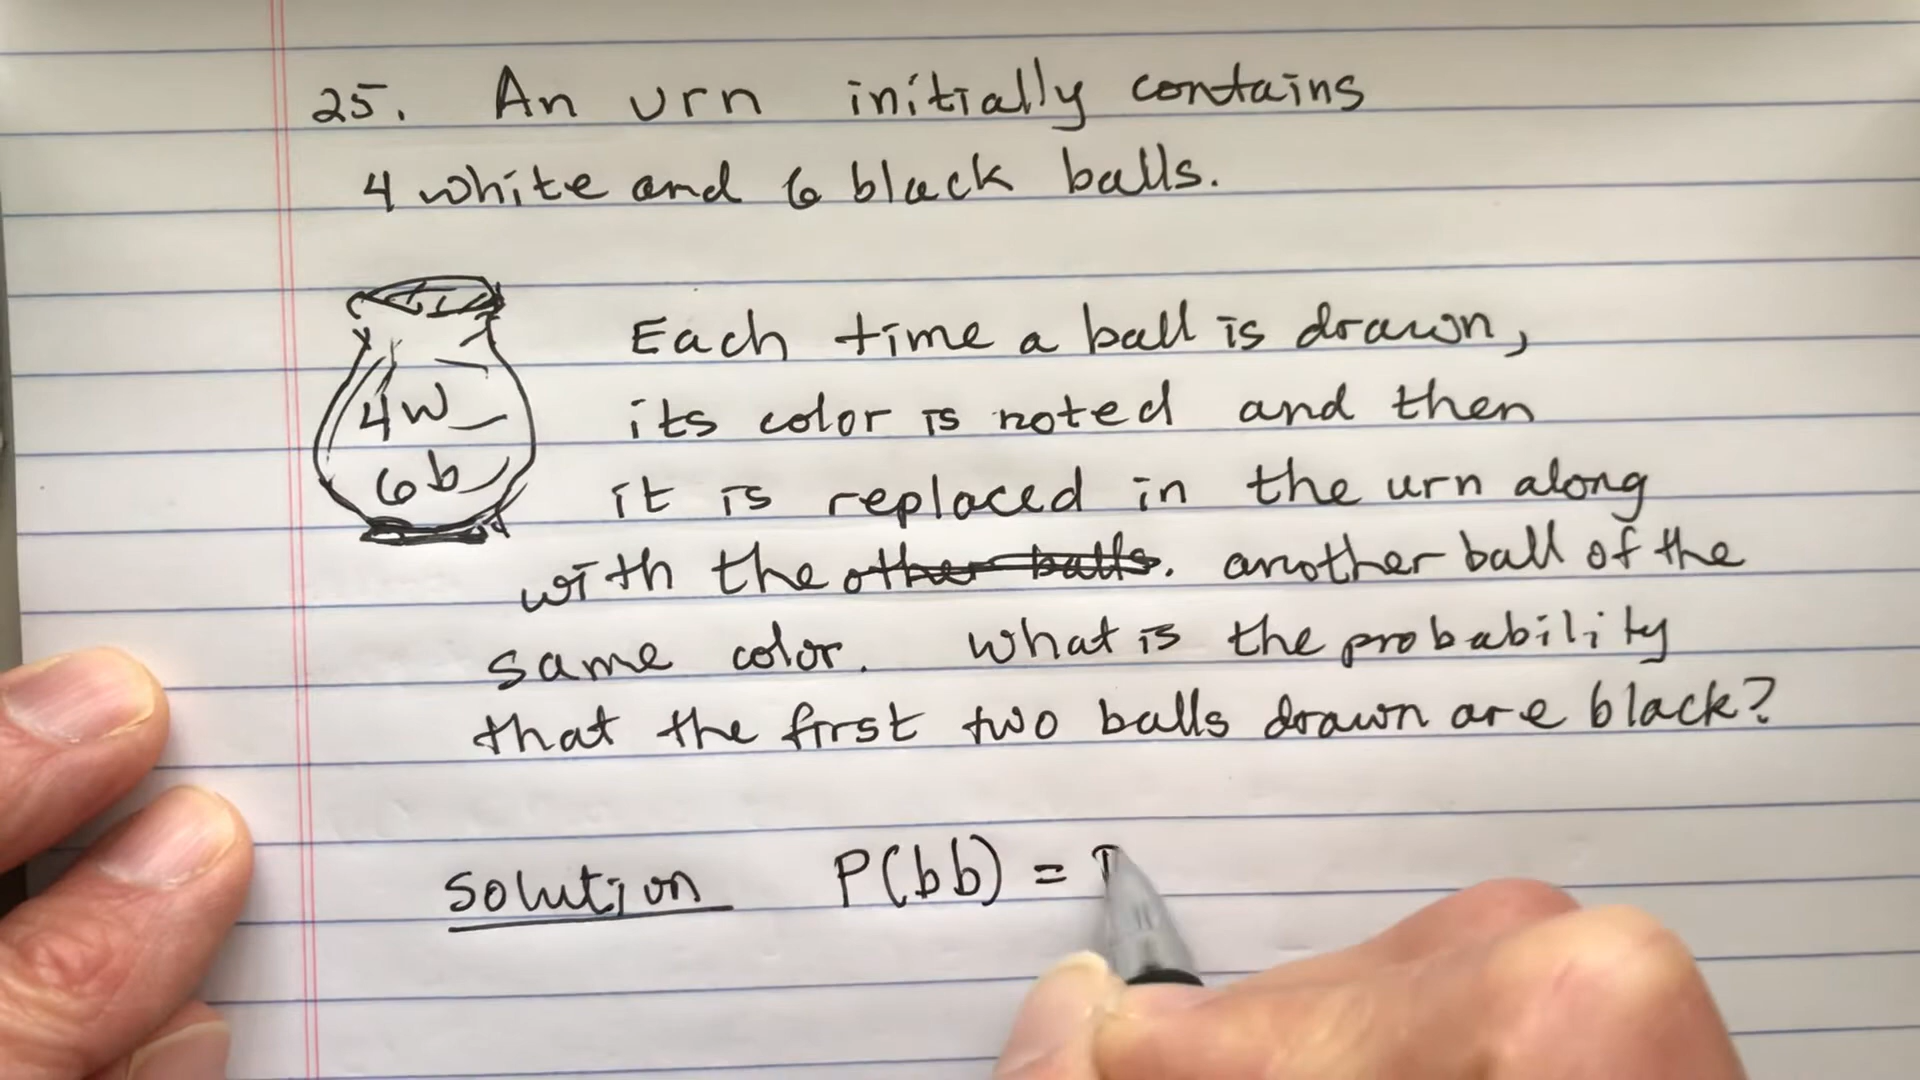 25. An urn initially contains
4 white and 6 black balls.
4w
6b
Each time a ball is drawn,
its color is noted and then
it is replaced in the urn along
with the other balls. another ball of the
same color. What is the probability
that the first two balls drawn are black?
Solution P(bb) =